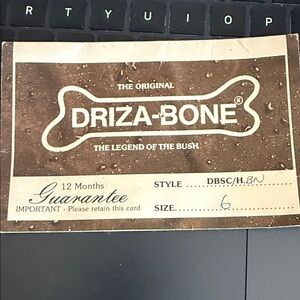 R T Y U I O P
THE ORIGINAL
DRIZA-BONE®
THE LEGEND OF THE BUSH
12 Months
Guarantee
IMPORTANT - Please retain this card
STYLE ..... DBSC/H.BN
SIZE............6............